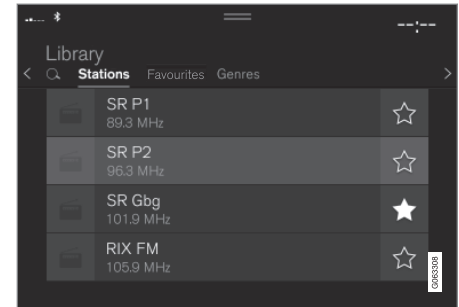 --:--
Library
Stations Favourites Genres
SR P1
89.3 MHz
SR P2
96.3 MHz
SR Gbg
101.9 MHz
RIX FM
105.9 MHz
G063308